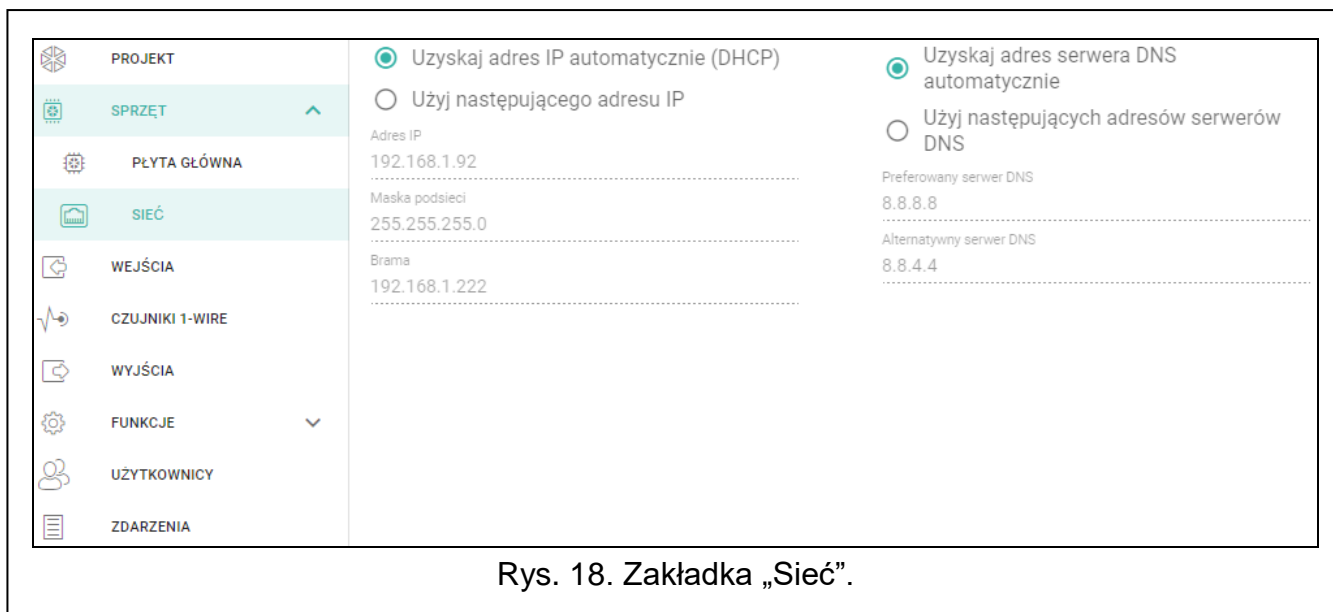 PROJEKT
SPRZĘT
PŁYTA GŁÓWNA
SIEĆ
WEJŚCIA
CZUJNIKI 1-WIRE
WYJŚCIA
FUNKCJE
UŻYTKOWNICY
ZDARZENIA
Uzyskaj adres IP automatycznie (DHCP)
Użyj następującego adresu IP
Adres IP
192.168.1.92
Maska podsieci
255.255.255.0
Brama
192.168.1.222
Uzyskaj adres serwera DNS
automatycznie
Użyj następujących adresów serwerów
DNS
Preferowany serwer DNS
8.8.8.8
Alternatywny serwer DNS
8.8.4.4
Rys. 18. Zakładka „Sieć”.